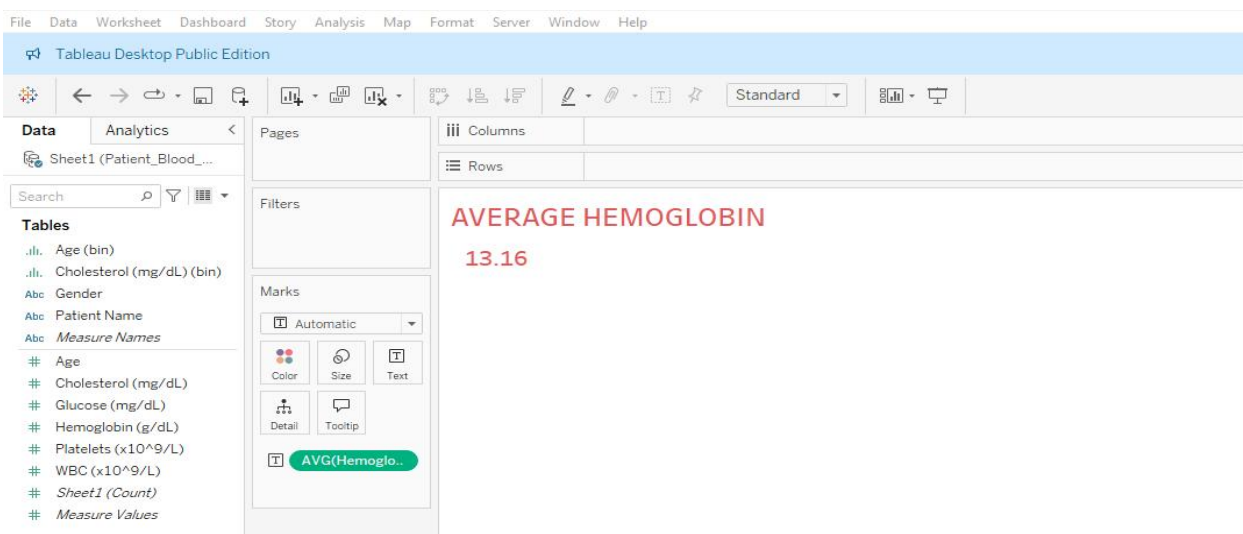 File Data Worksheet Dashboard Story Analysis Map Format Server Window Help
Tableau Desktop Public Edition
Standard
Data Analytics
Sheet1 (Patient_Blood_...
Search
Tables
Age (bin)
Cholesterol (mg/dL) (bin)
Abc Gender
Abc Patient Name
Abc Measure Names
# Age
# Cholesterol (mg/dL)
# Glucose (mg/dL)
# Hemoglobin (g/dL)
# Platelets (x10^9/L)
# WBC (x10^9/L)
# Sheet1 (Count)
# Measure Values
Pages
Filters
Marks
T Automatic
Color Size T Text
Detail Tooltip
T AVG(Hemoglo..
iii Columns
Rows
AVERAGE HEMOGLOBIN
13.16